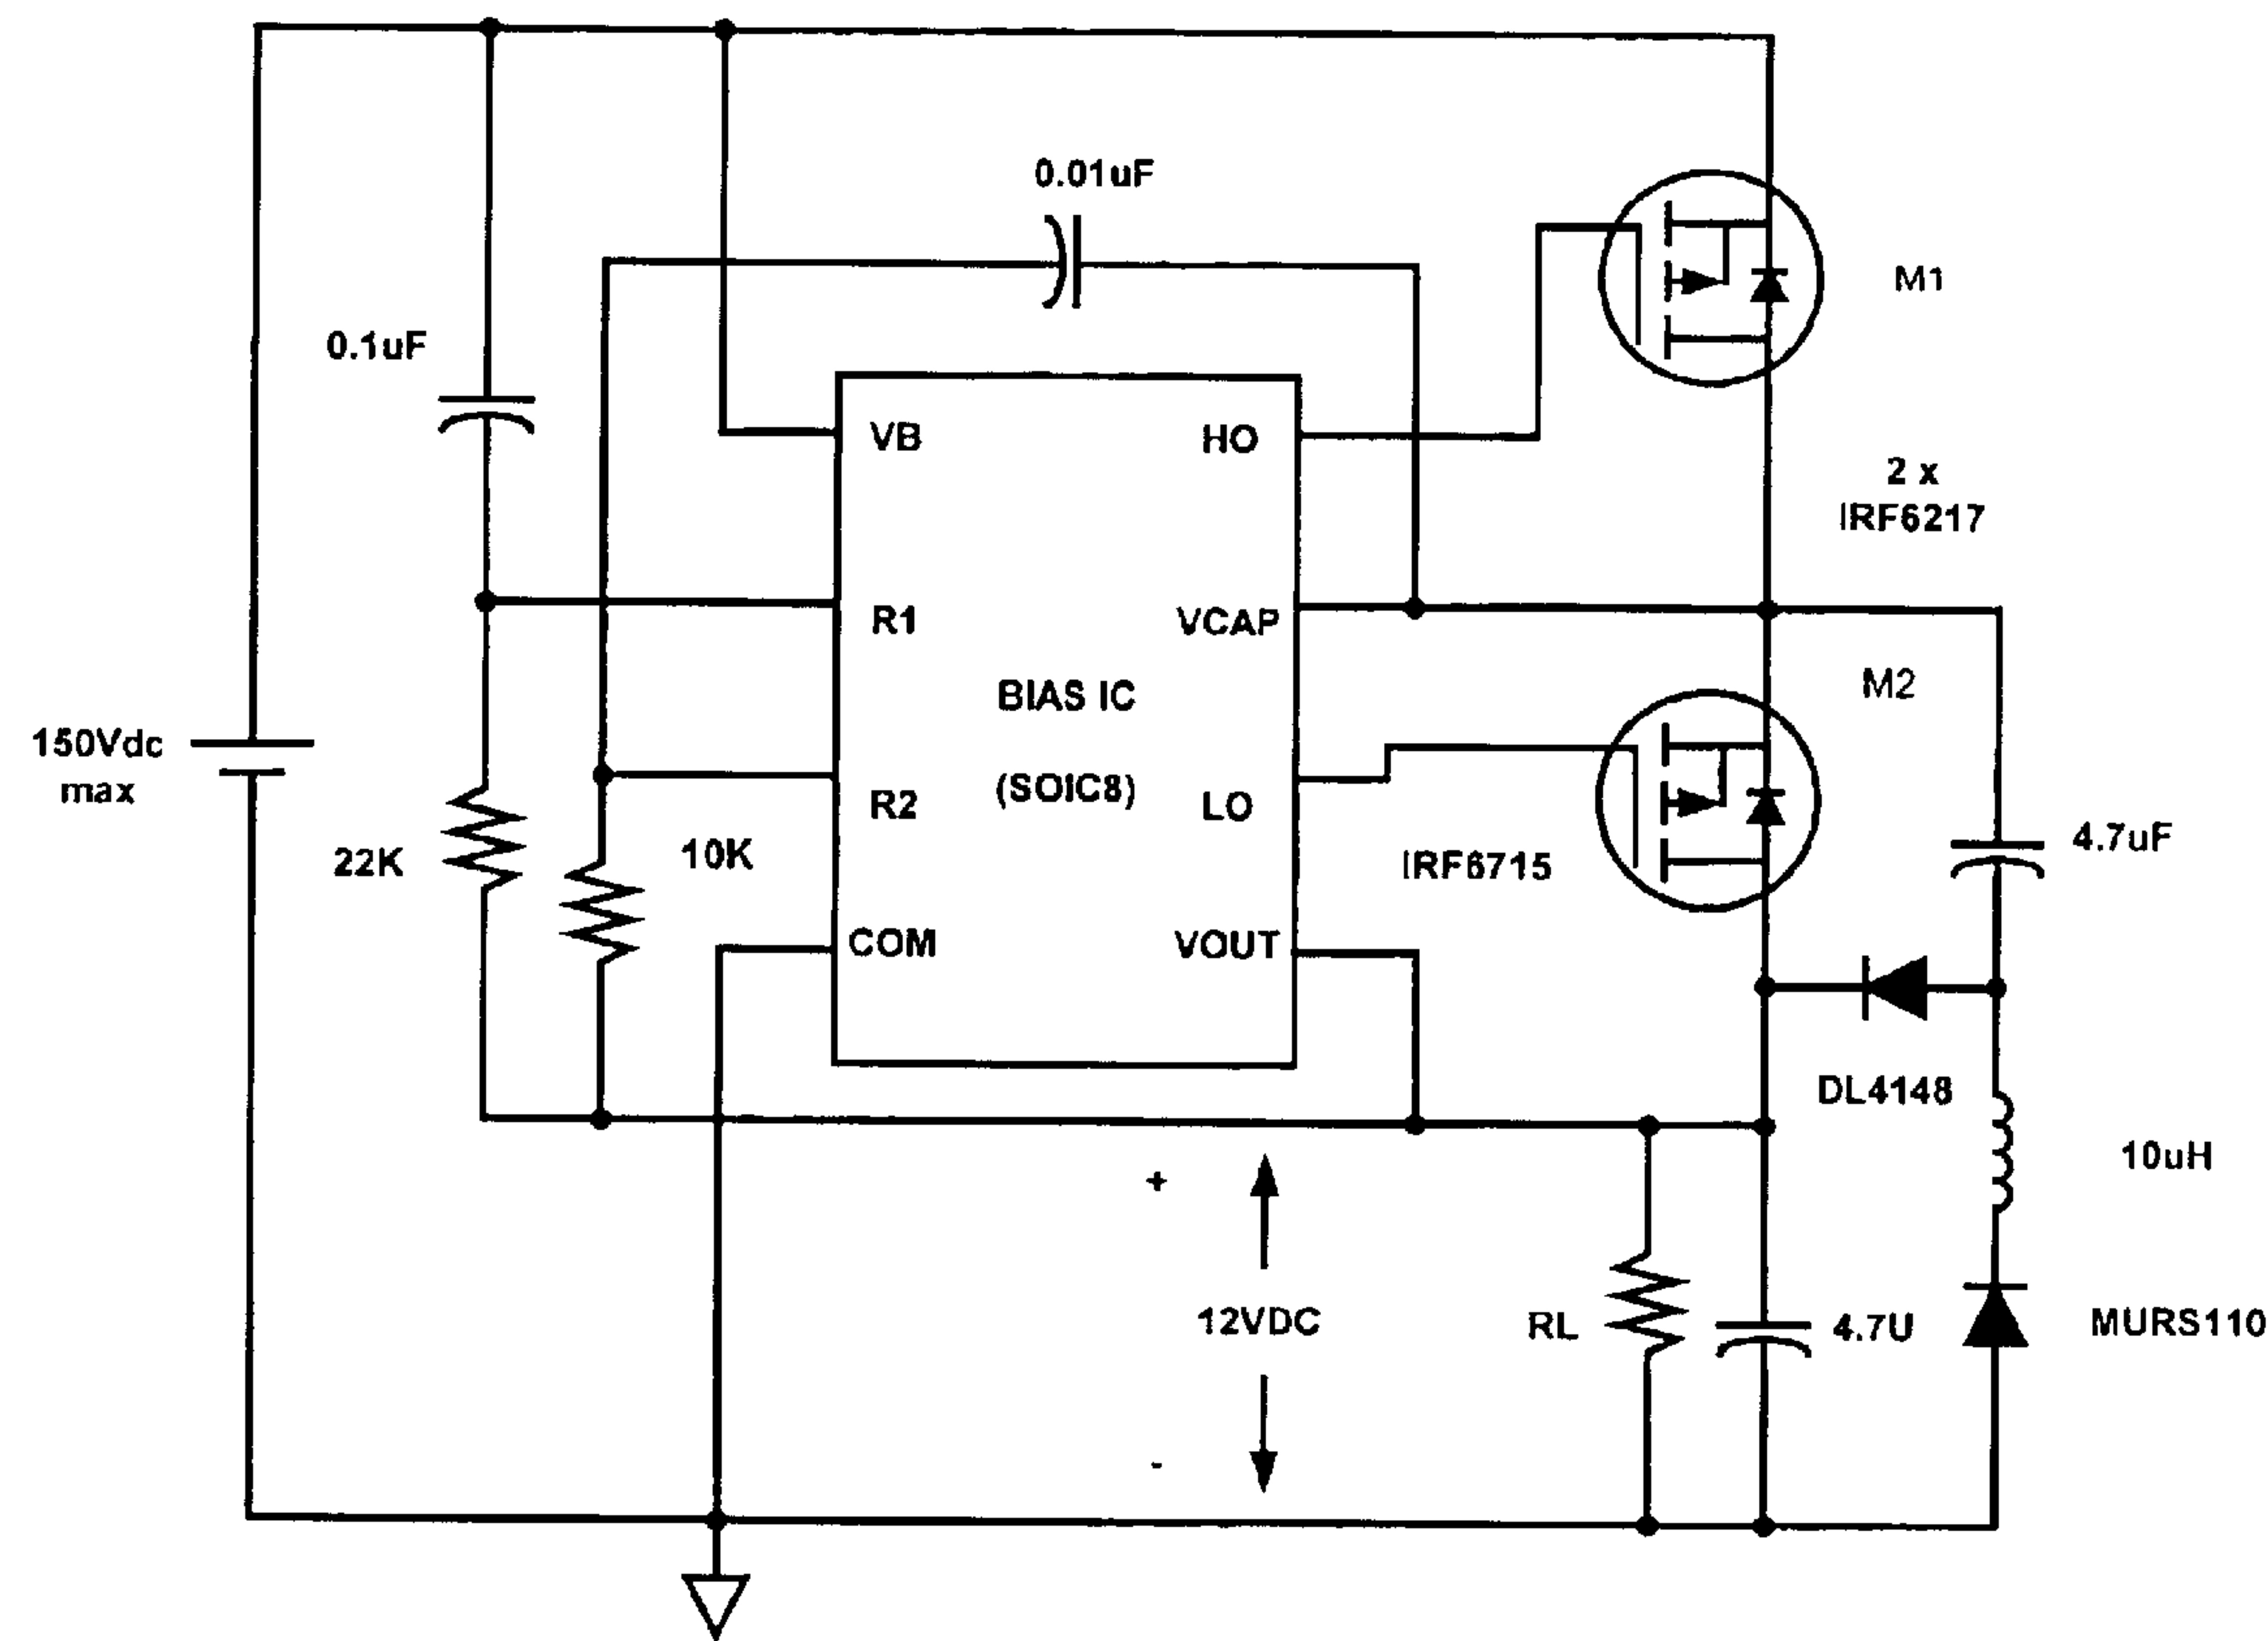 0.01uF
M1
0.1uF
VB
HO
2 x
IRF6217
R1
VCAP
M2
BIAS IC
(SOIC8)
150Vdc
max
R2
LO
4.7uF
22K
10K
IRF6715
COM
VOUT
DL4148
10uH
+
12VDC
RL
4.7U
MURS110
-